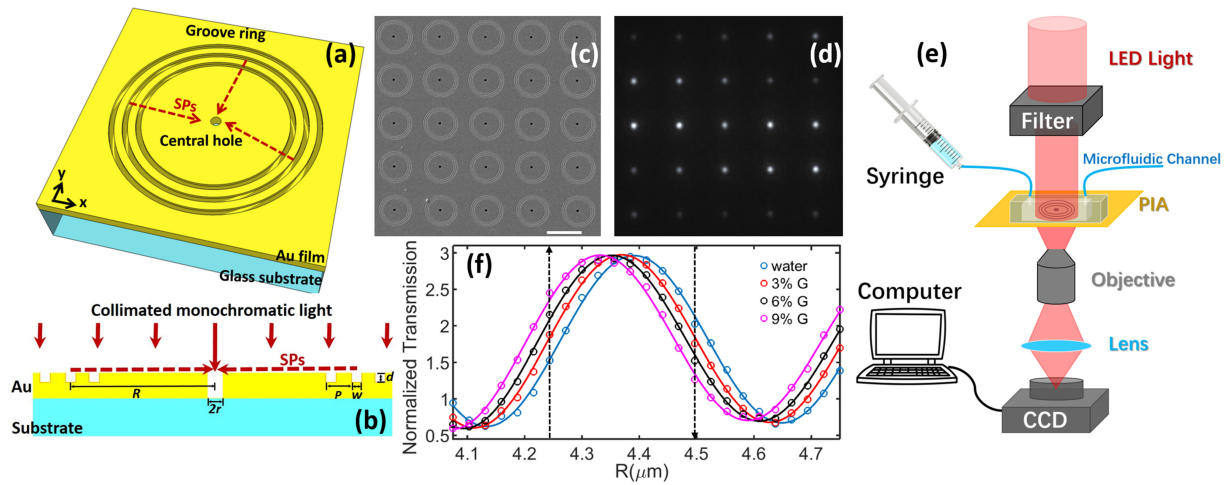 (a)
Groove ring
SPs
Central hole
y
x
Au film
Glass substrate
Collimated monochromatic light
SPs
Au
R
2r
P
w
d
Substrate
(b)
(c)
(d)
(f)
Normalized Transmission
3
2.5
2
1.5
1
0.5
water
3% G
6% G
9% G
4.1
4.2
4.3
4.4
4.5
4.6
4.7
R(μm)
(e)
LED Light
Filter
Microfluidic Channel
Syringe
PIA
Objective
Computer
Lens
CCD